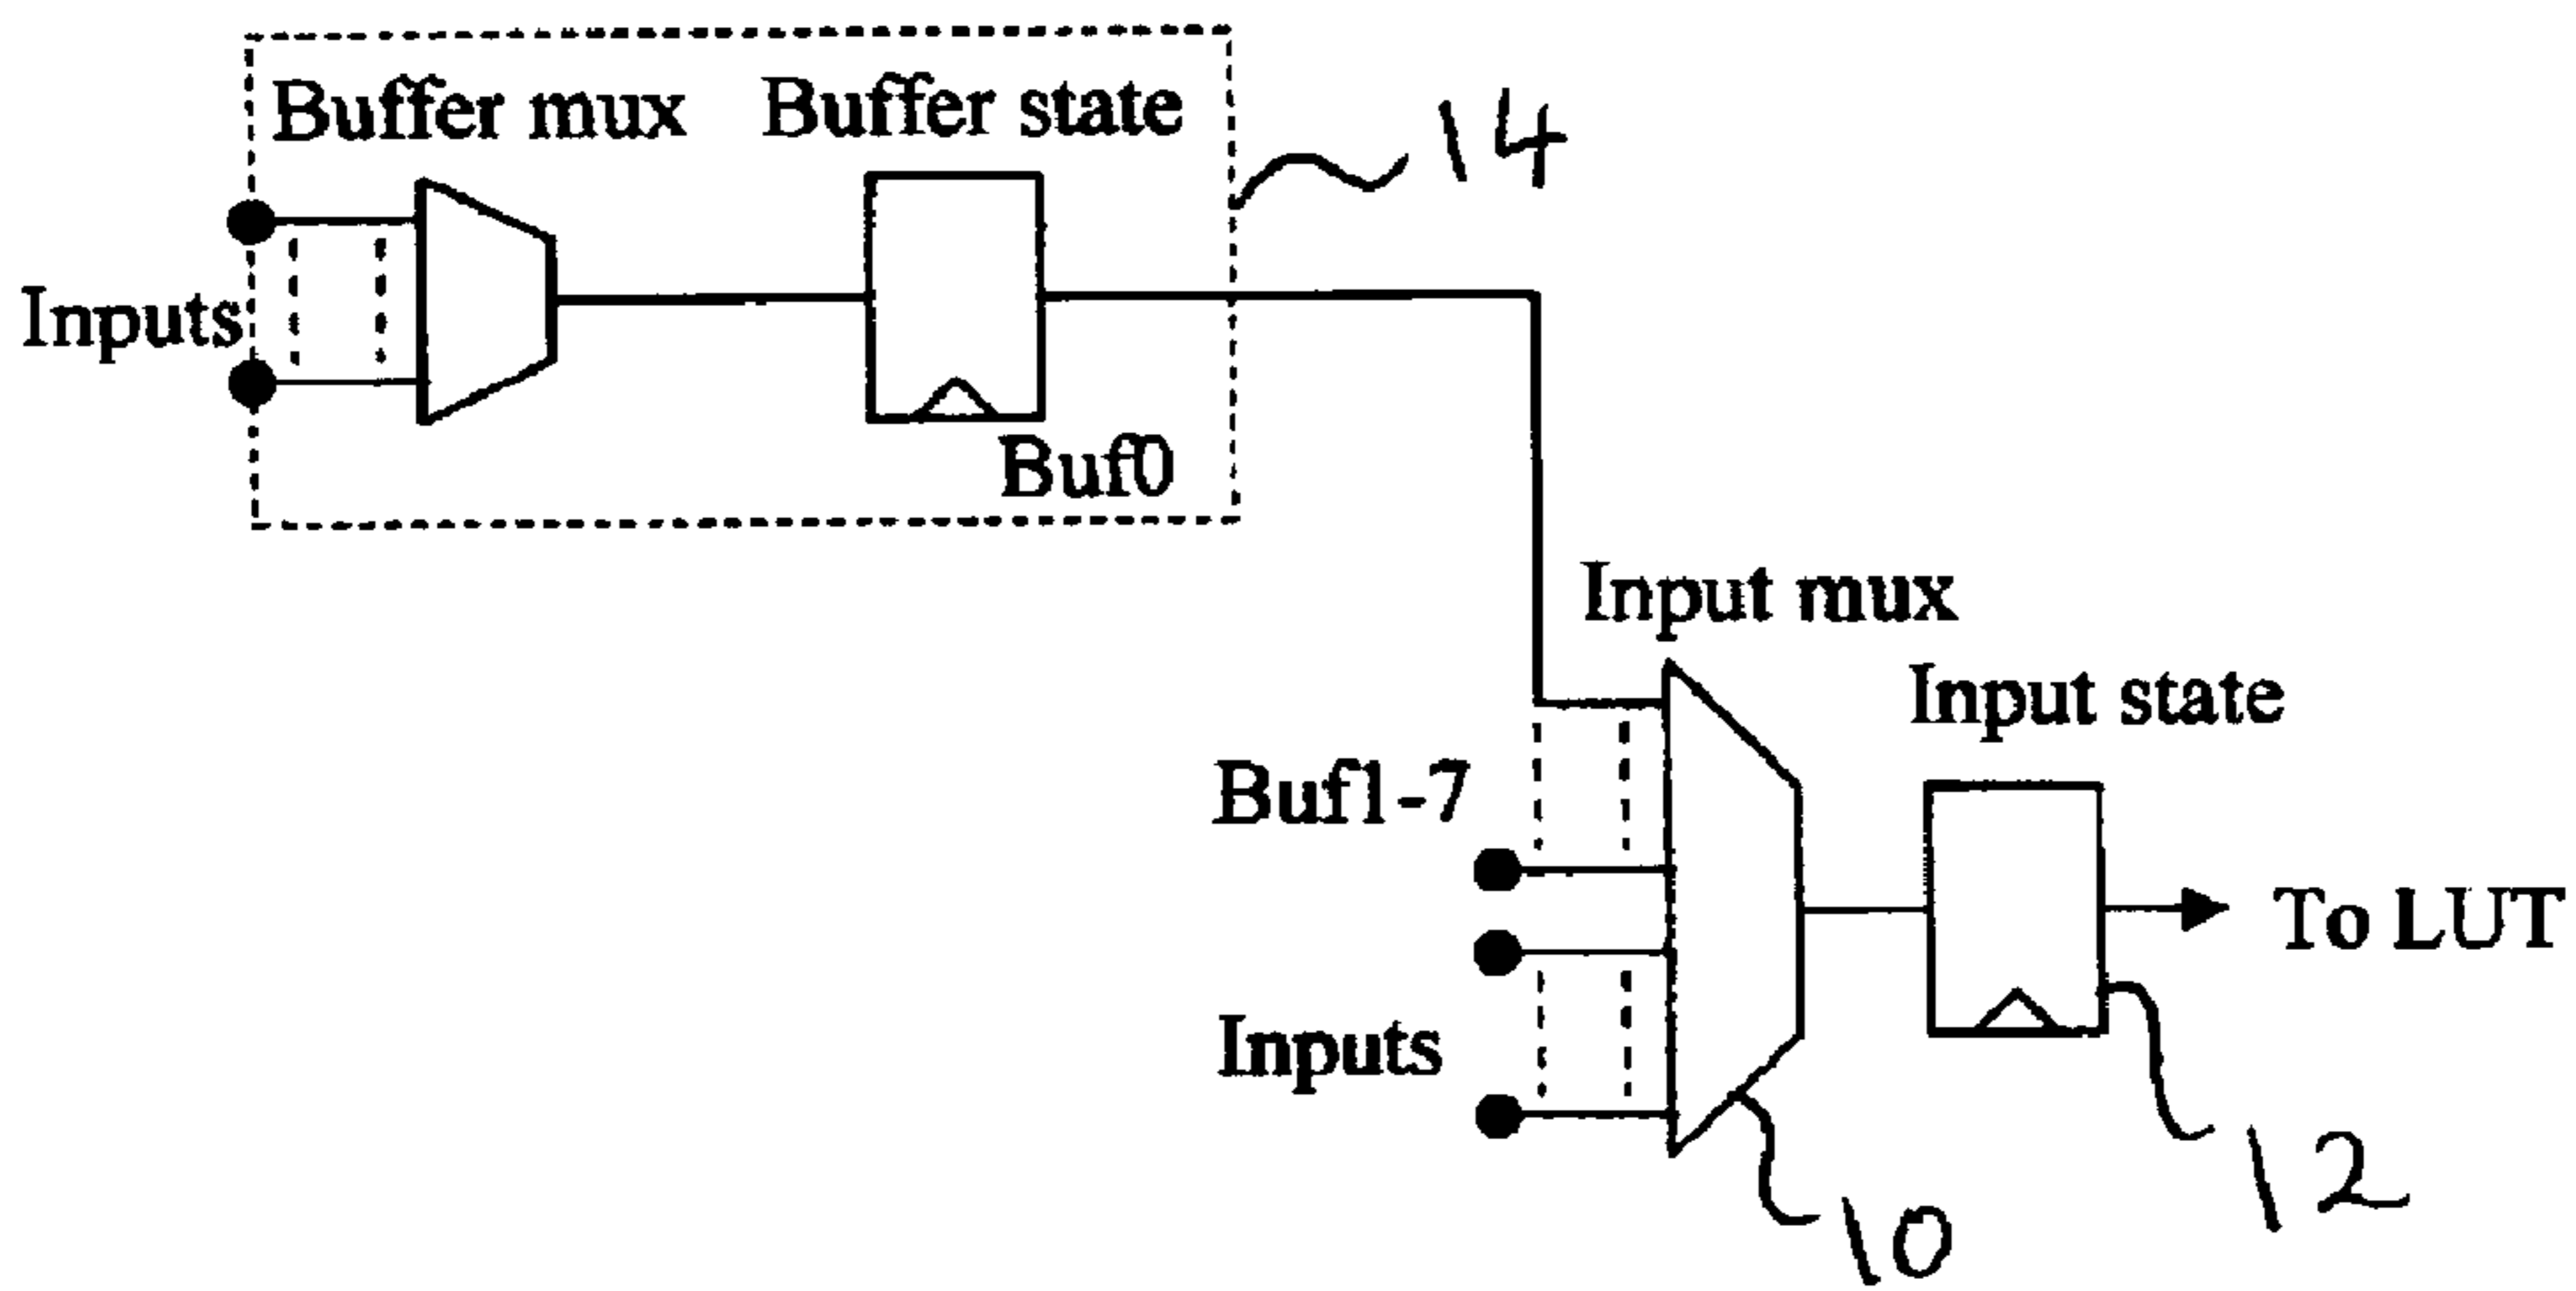 Buffer mux Buffer state
14
Inputs
Buf0
Input mux
Input state
Buf1-7
To LUT
Inputs
12
10